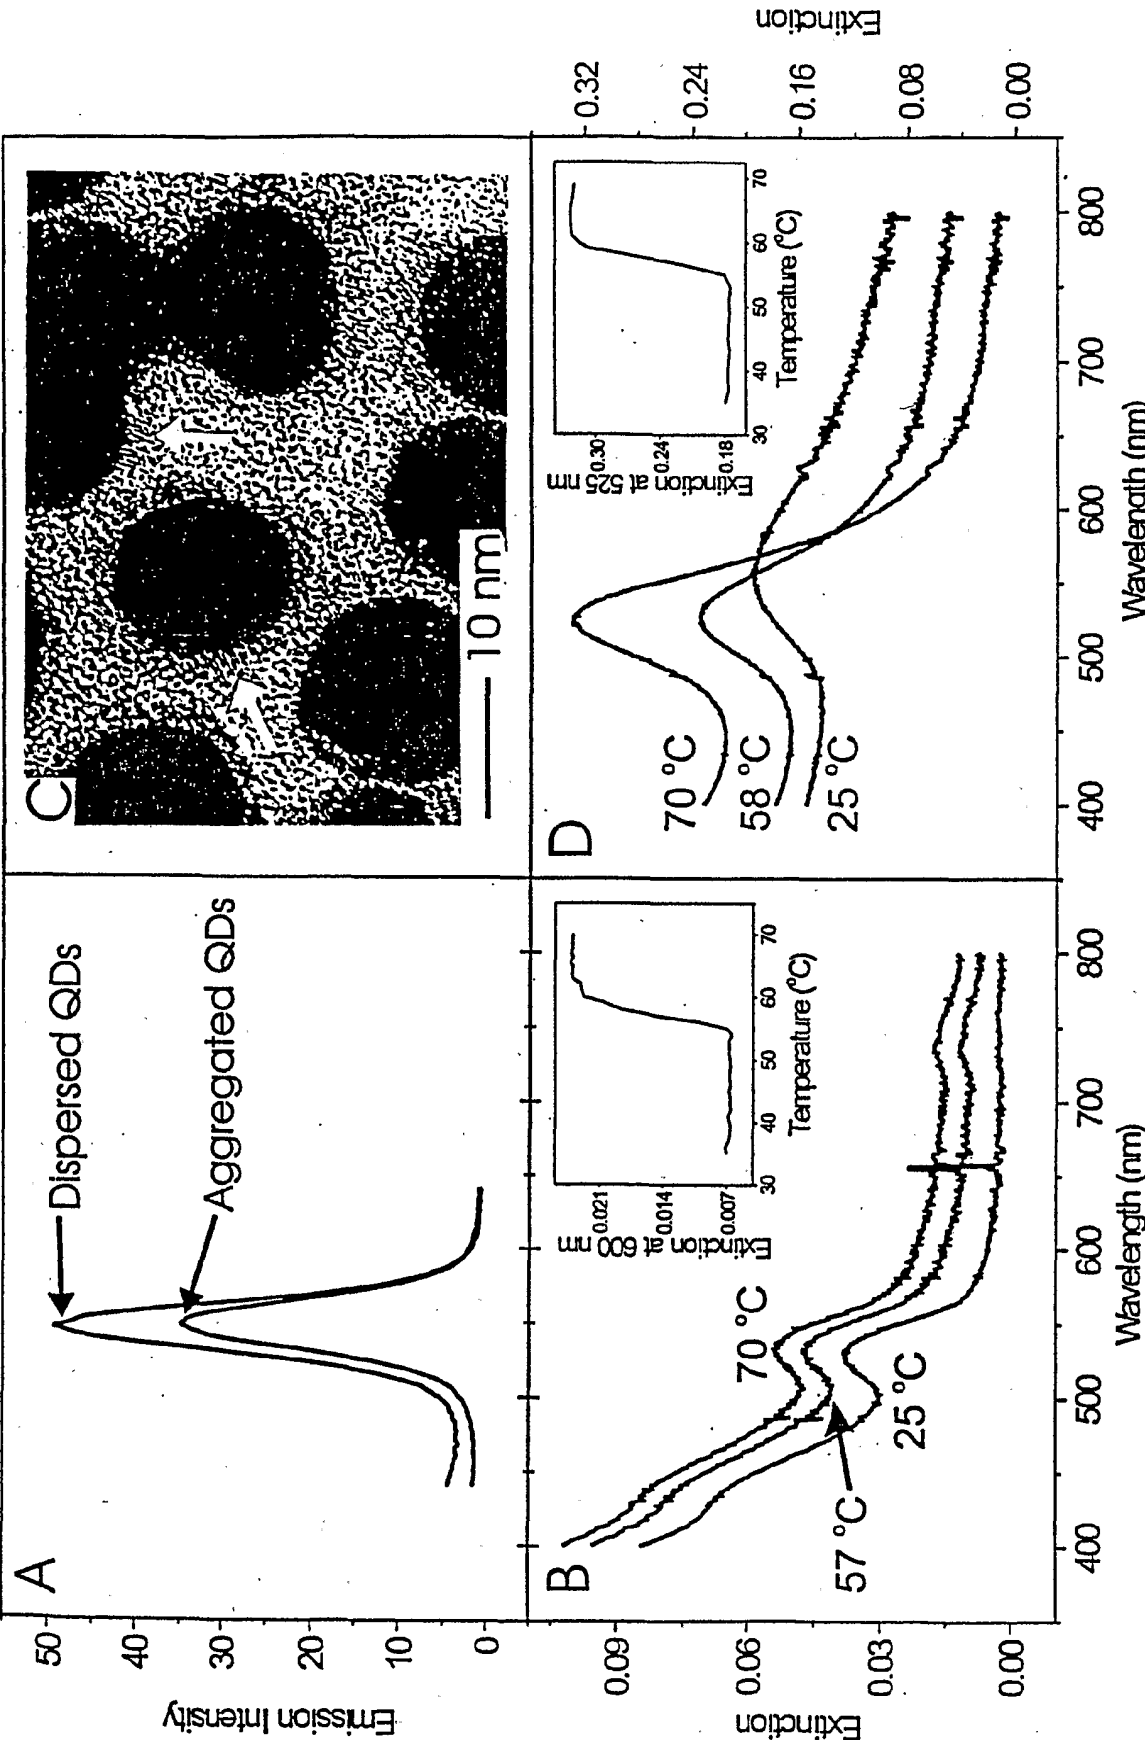 A
Dispersed QDs
Aggregated QDs
50
40
30
20
10
0
Emission Intensity
C
10 nm
B
70 °C
57 °C
25 °C
0.09
0.06
0.03
0.00
Extinction
400
500
600
700
800
Wavelength (nm)
Extinction at 600 nm
0.021
0.014
0.007
30
40
50
60
70
Temperature (°C)
D
70 °C
58 °C
25 °C
0.32
0.24
0.16
0.08
0.00
Extinction
400
500
600
700
800
Wavelength (nm)
Extinction at 525 nm
0.30
0.24
0.18
30
40
50
60
70
Temperature (°C)